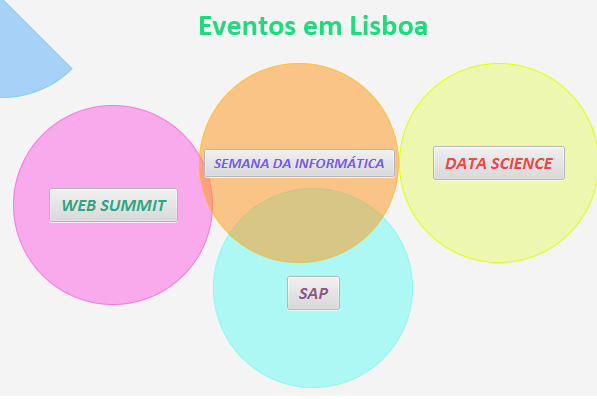 Eventos em Lisboa
SEMANA DA INFORMÁTICA
DATA SCIENCE
WEB SUMMIT
SAP